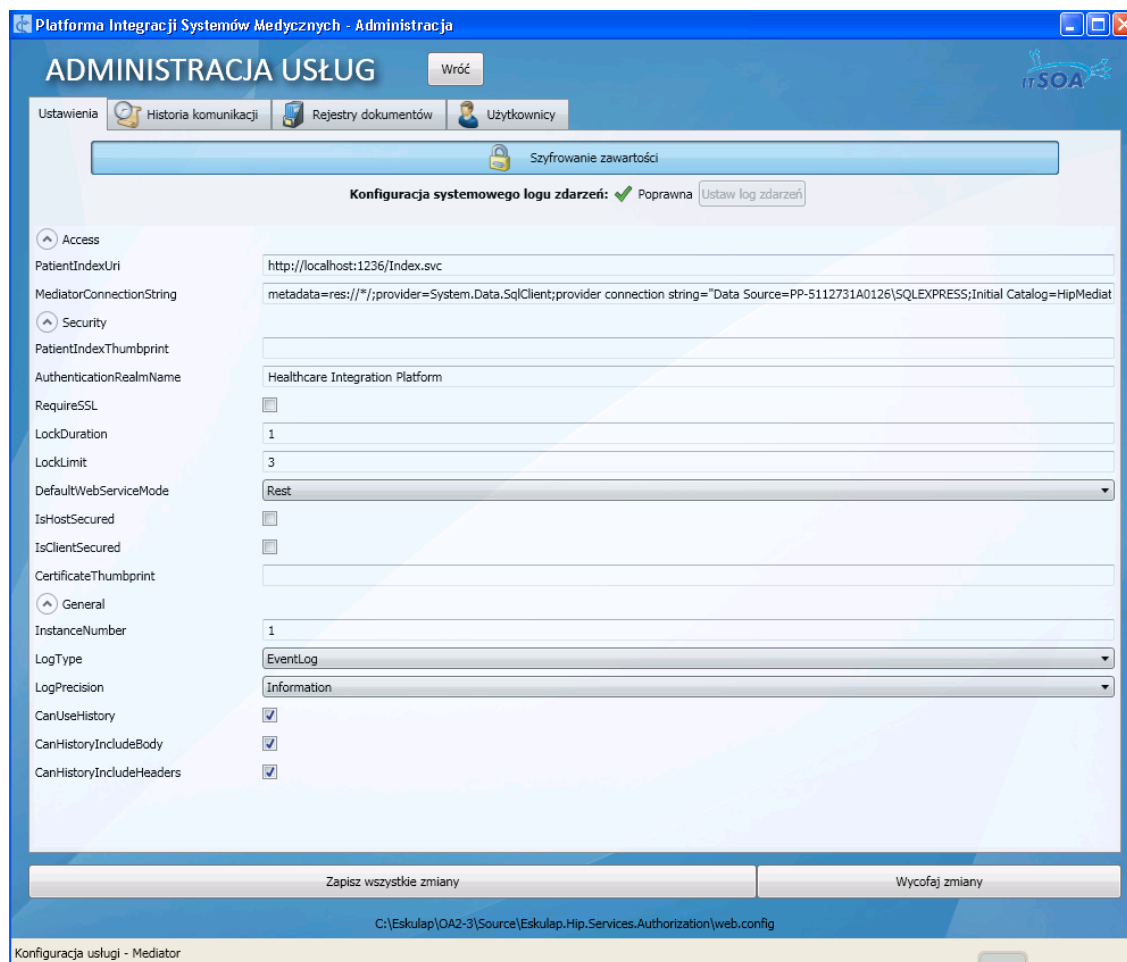 Platforma Integracji Systemów Medycznych - Administracja
ADMINISTRACJA USŁUG
Wróć
ITSOA
Ustawienia Historia komunikacji Rejestry dokumentów Użytkownicy
Szyfrowanie zawartości
Konfiguracja systemowego logu zdarzeń: Poprawna Ustaw log zdarzeń
Access
PatientIndexUri http://localhost:1236/Index.svc
MediatorConnectionString metadata=res://*/;provider=System.Data.SqlClient;provider connection string="Data Source=PP-5112731A0126\SQLEXPRESS;Initial Catalog=HipMediat
Security
PatientIndexThumbprint
AuthenticationRealmName Healthcare Integration Platform
RequireSSL
LockDuration 1
LockLimit 3
DefaultWebServiceMode Rest
IsHostSecured
IsClientSecured
CertificateThumbprint
General
InstanceNumber 1
LogType EventLog
LogPrecision Information
CanUseHistory
CanHistoryIncludeBody
CanHistoryIncludeHeaders
Zapisz wszystkie zmiany Wycofaj zmiany
C:\Eskulap\OA2-3\Source\Eskulap.Hip.Services.Authorization\web.config
Konfiguracja usługi - Mediator